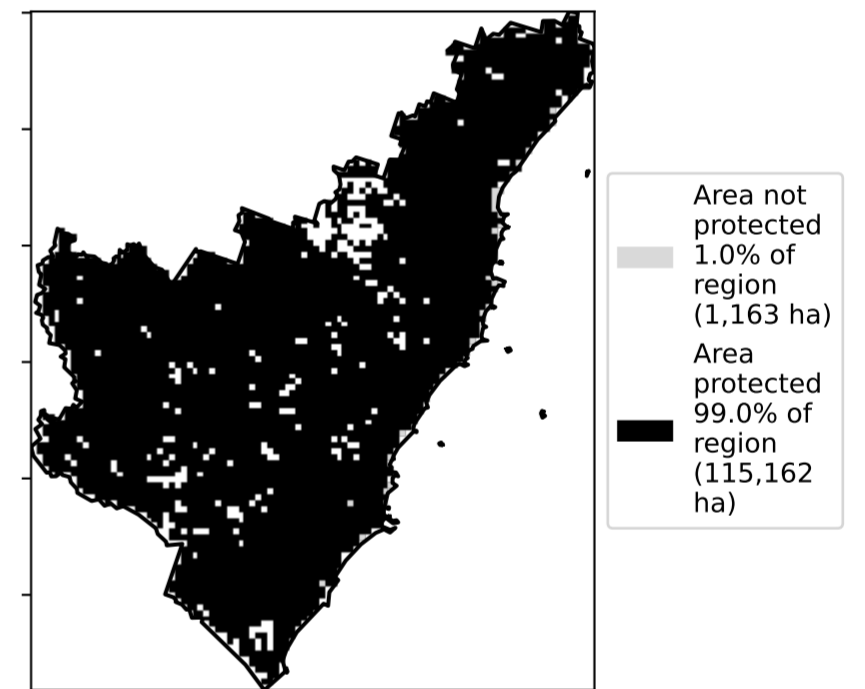 Area not
protected
1.0% of
region
(1,163 ha)
Area
protected
99.0% of
region
(115,162
ha)